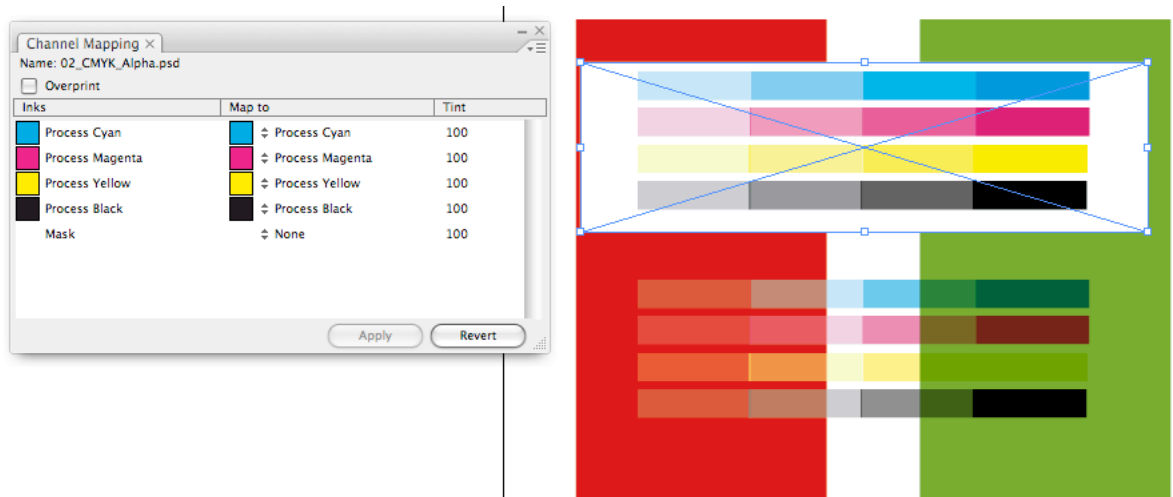 Channel Mapping ×
Name: 02_CMYK_Alpha.psd
Overprint
Inks Map to Tint
Process Cyan Process Cyan 100
Process Magenta Process Magenta 100
Process Yellow Process Yellow 100
Process Black Process Black 100
Mask None 100
Apply Revert